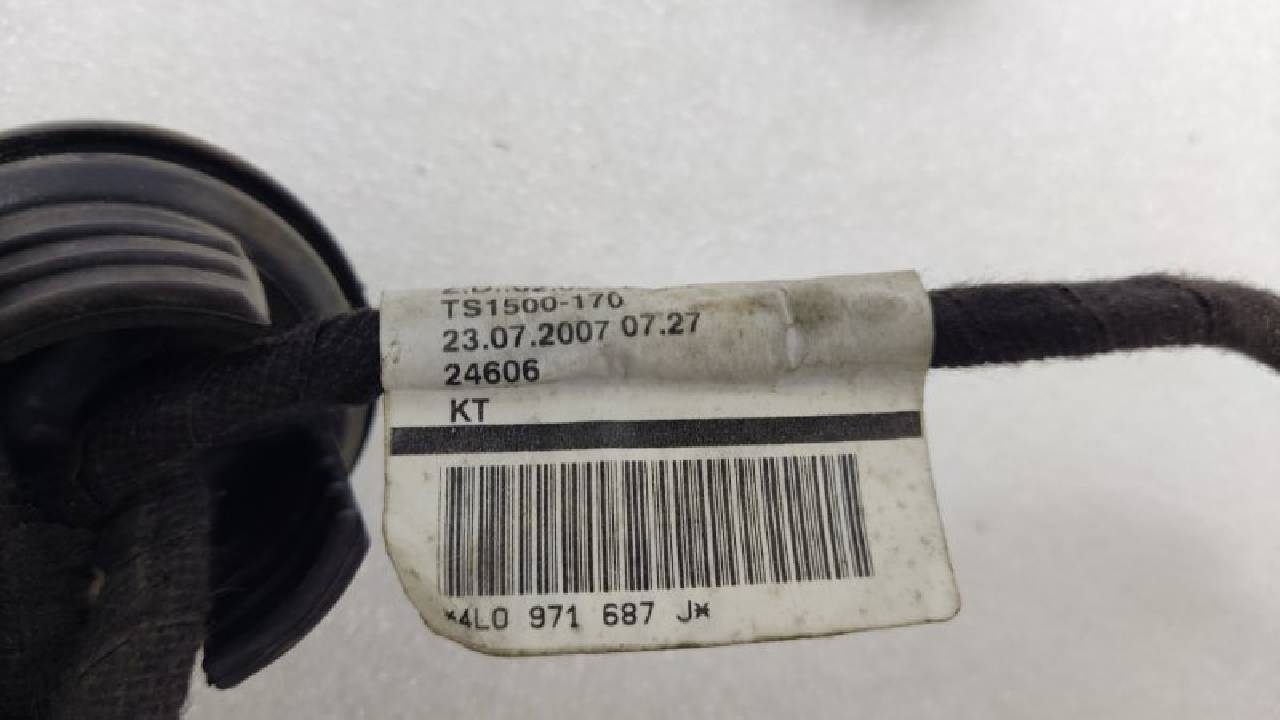 TS1500-170
23.07.2007 07.27
24606
KT
*4L0 971 687 J*